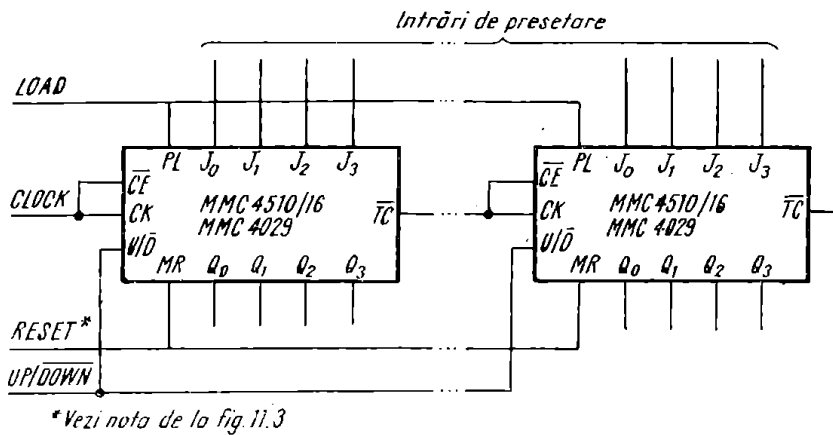 Intrări de presetare
LOAD
PL J0 J1 J2 J3
PL J0 J1 J2 J3
CE
CE
CLOCK
CK
MMC 4510/16
TC
CK
MMC 4510/16
TC
U/D
MMC 4029
U/D
MMC 4029
MR Q0 Q1 Q2 Q3
MR Q0 Q1 Q2 Q3
RESET*
UP/DOWN
*Vezi nota de la fig. 11.3